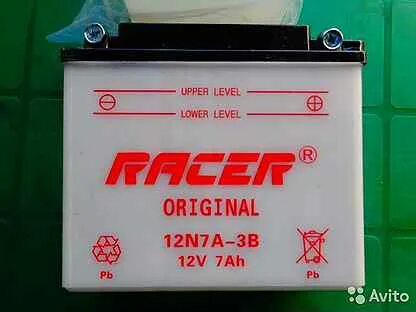 UPPER LEVEL
LOWER LEVEL
RACER®
ORIGINAL
12N7A-3B
12V 7Ah
Pb
Pb
Avito